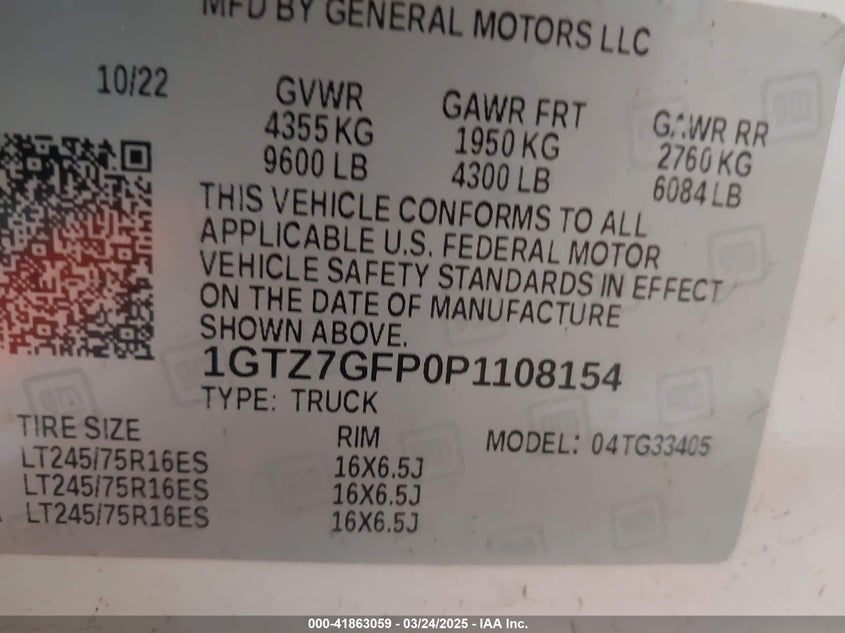 MFD BY GENERAL MOTORS LLC
10/22 GVWR GAWR FRT GAWR RR
4355 KG 1950 KG 2760 KG
9600 LB 4300 LB 6084 LB
THIS VEHICLE CONFORMS TO ALL
APPLICABLE U.S. FEDERAL MOTOR
VEHICLE SAFETY STANDARDS IN EFFECT
ON THE DATE OF MANUFACTURE
SHOWN ABOVE.
1GTZ7GFP0P1108154
TYPE: TRUCK
TIRE SIZE RIM MODEL: 04TG33405
LT245/75R16ES 16X6.5J
LT245/75R16ES 16X6.5J
LT245/75R16ES 16X6.5J
000-41863059 - 03/24/2025 - IAA Inc.